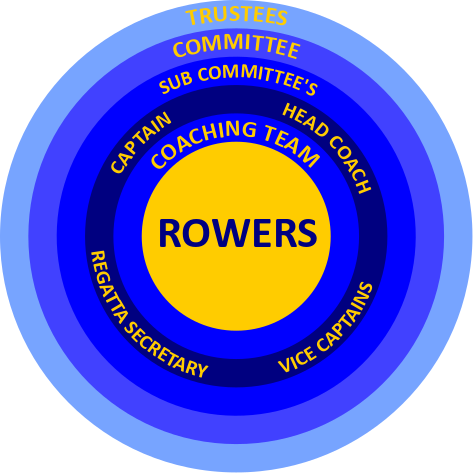 TRUSTEES
COMMITTEE
SUB COMMITTEE'S
CAPTAIN
HEAD COACH
COACHING TEAM
ROWERS
REGATTA SECRETARY
VICE CAPTAINS